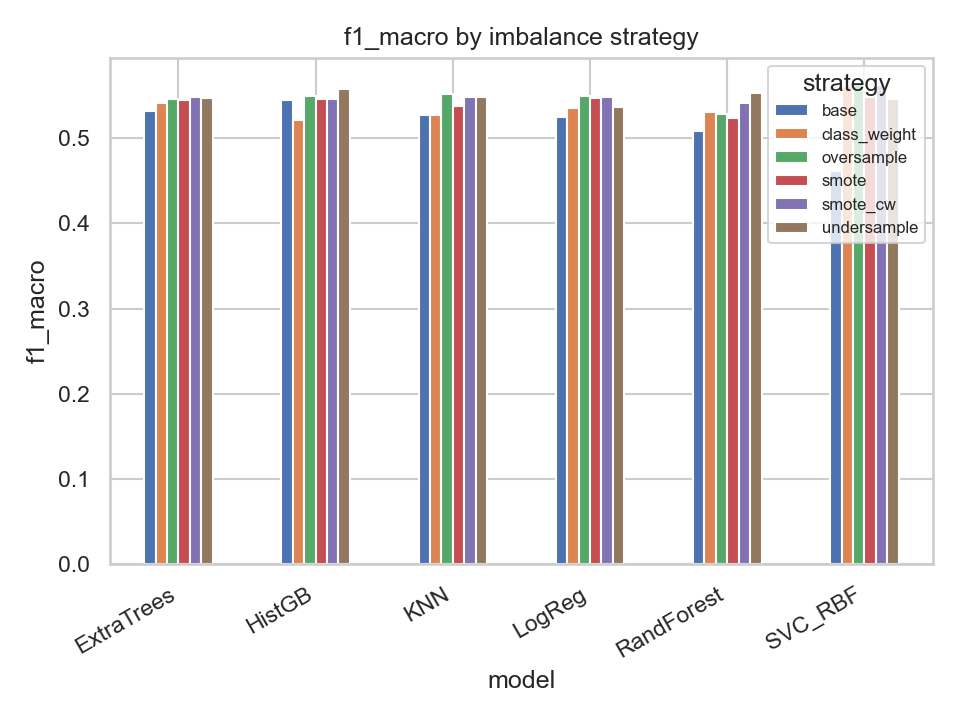 f1_macro by imbalance strategy
strategy
base
class_weight
oversample
smote
smote_cw
undersample
f1_macro
0.5
0.4
0.3
0.2
0.1
0.0
ExtraTrees
HistGB
KNN
LogReg
RandForest
SVC_RBF
model